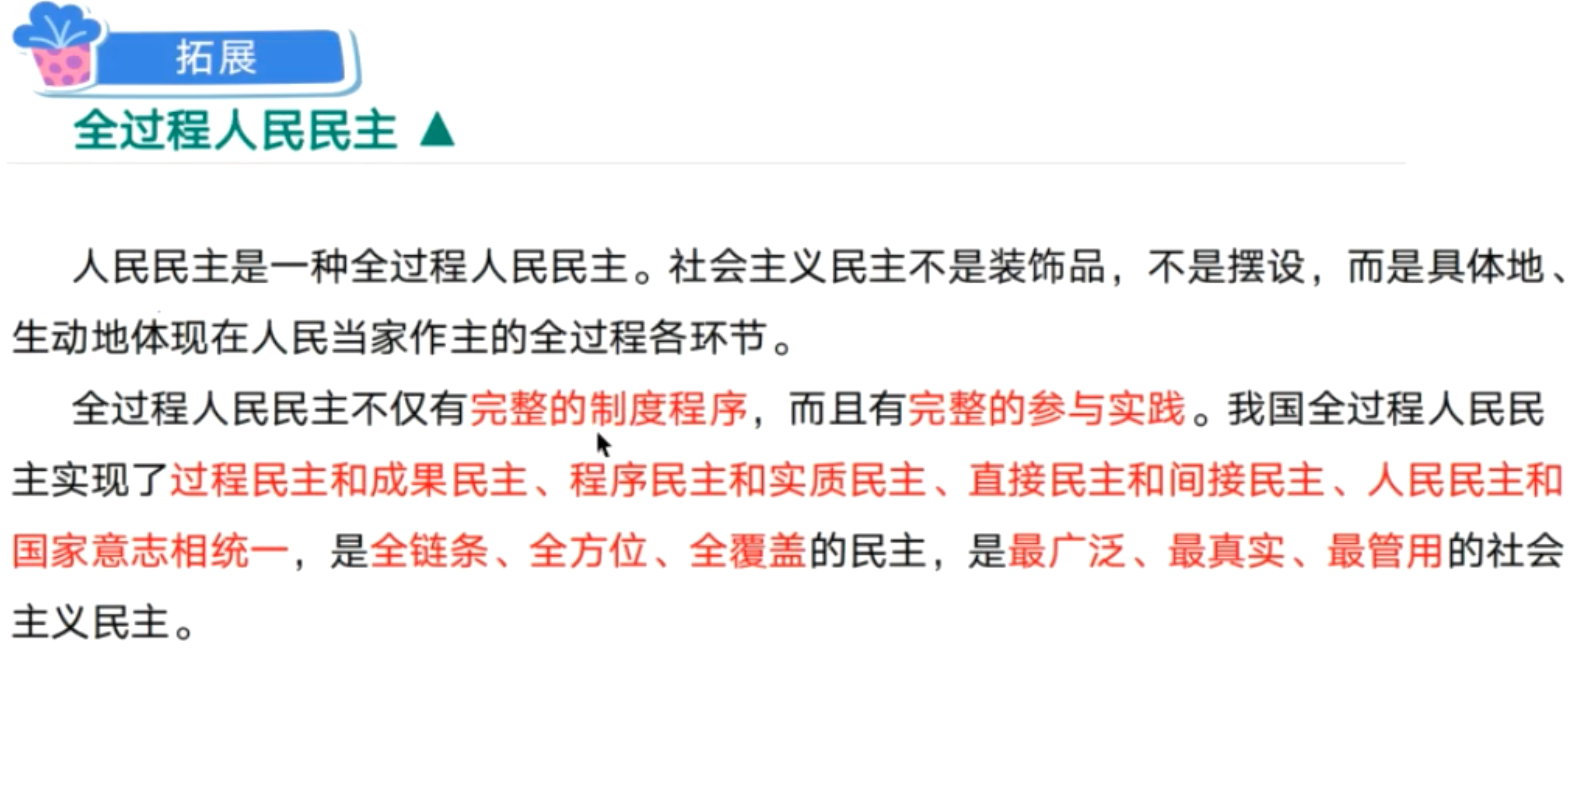 拓展
全过程人民民主 ▲
人民民主是一种全过程人民民主。社会主义民主不是装饰品，不是摆设，而是具体地、
生动地体现在人民当家作主的全过程各环节。
全过程人民民主不仅有完整的制度程序，而且有完整的参与实践。我国全过程人民民
主实现了过程民主和成果民主、程序民主和实质民主、直接民主和间接民主、人民民主和
国家意志相统一，是全链条、全方位、全覆盖的民主，是最广泛、最真实、最管用的社会
主义民主。